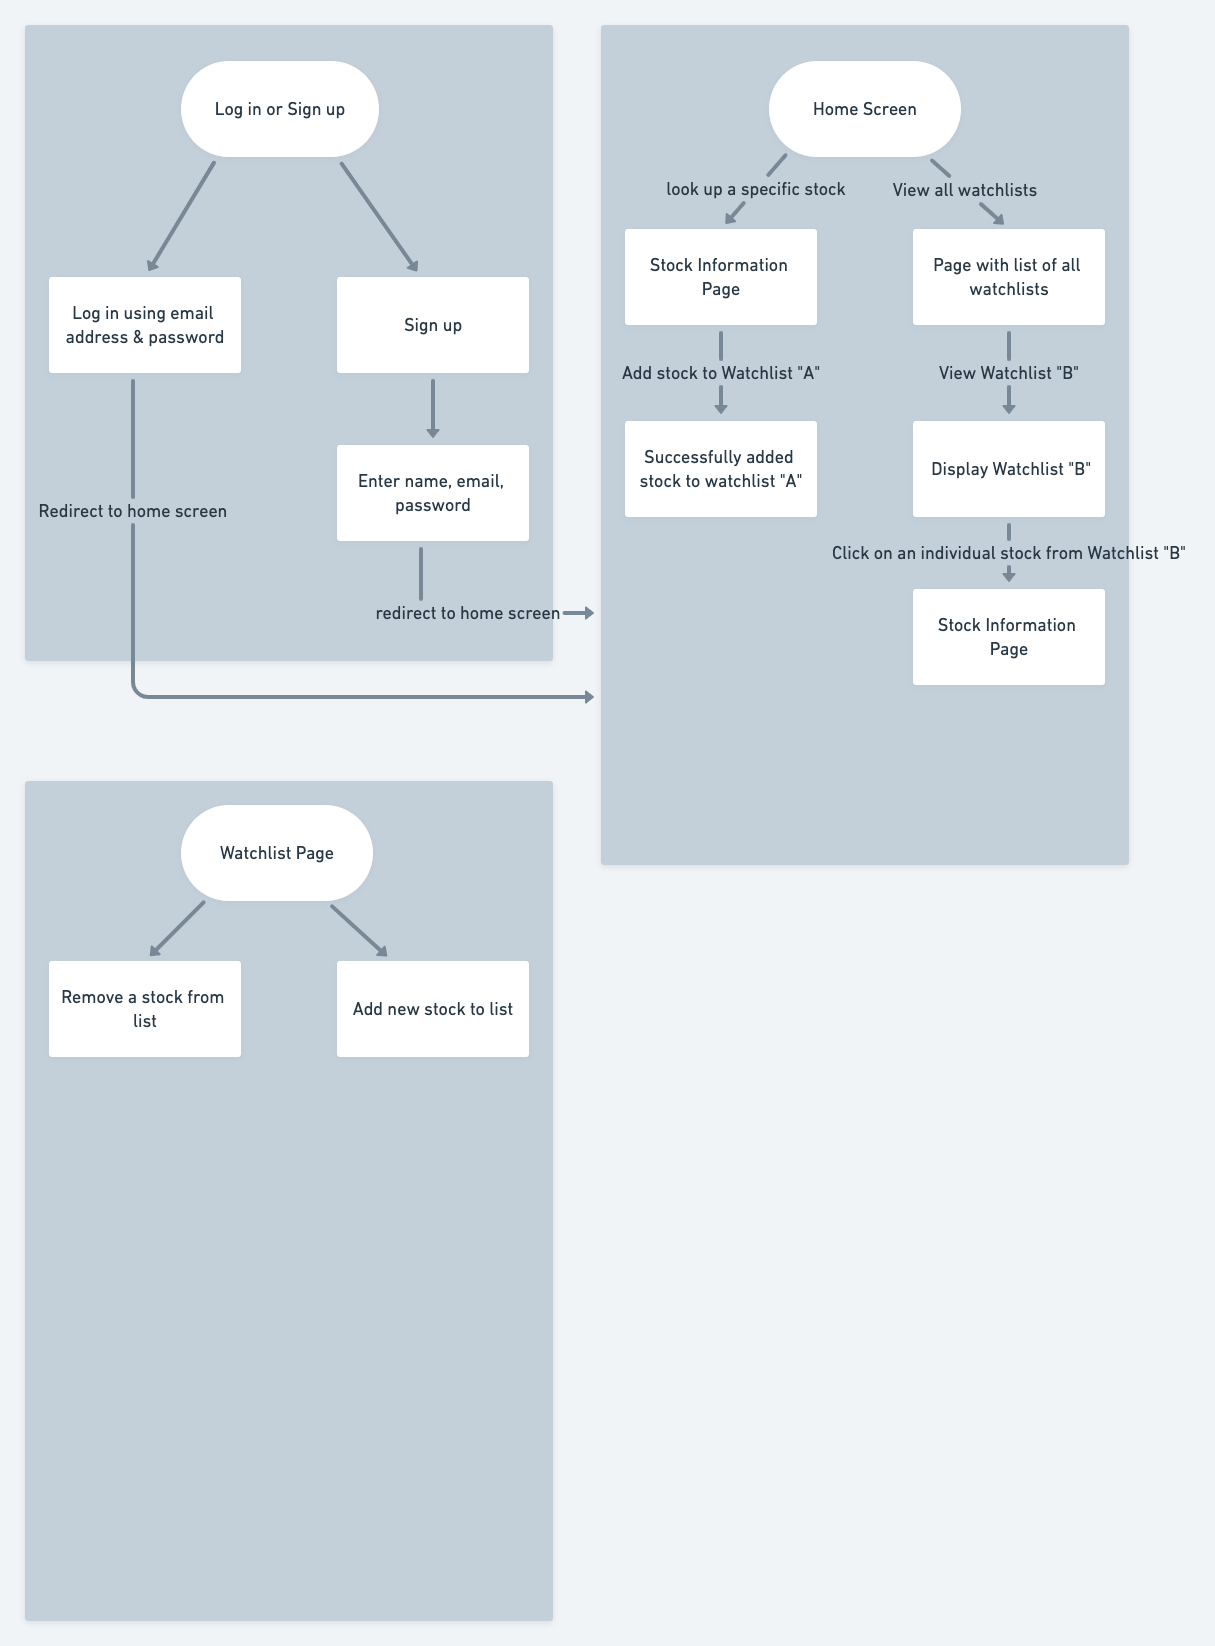 Log in or Sign up
Log in using email
address & password
Sign up
Enter name, email,
password
Redirect to home screen
redirect to home screen
Home Screen
look up a specific stock
View all watchlists
Stock Information
Page
Page with list of all
watchlists
Add stock to Watchlist "A"
View Watchlist "B"
Successfully added
stock to watchlist "A"
Display Watchlist "B"
Click on an individual stock from Watchlist "B"
Stock Information
Page
Watchlist Page
Remove a stock from
list
Add new stock to list